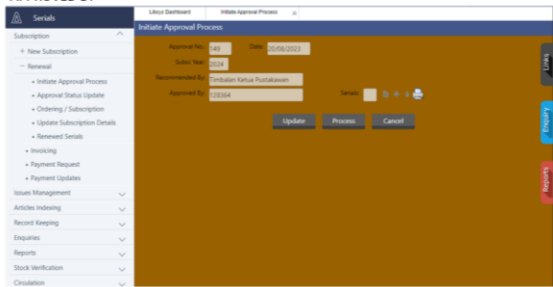 Serials
Libsys Dashboard
Initiate Approval Process
Subscription
+ New Subscription
− Renewal
Initiate Approval Process
Approval Status Update
Ordering / Subscription
Update Subscription Details
Renewed Serials
Invoicing
Payment Request
Payment Updates
Issues Management
Articles Indexing
Record Keeping
Enquiries
Reports
Stock Verification
Circulation
Initiate Approval Process
Approval No.: 149 Date: 20/08/2023
Subsc Year: 2024
Recommended By: Timbalan Ketua Pustakawan
Approved By: 128364 Serials:
Update Process Cancel
Links
Enquiry
Reports